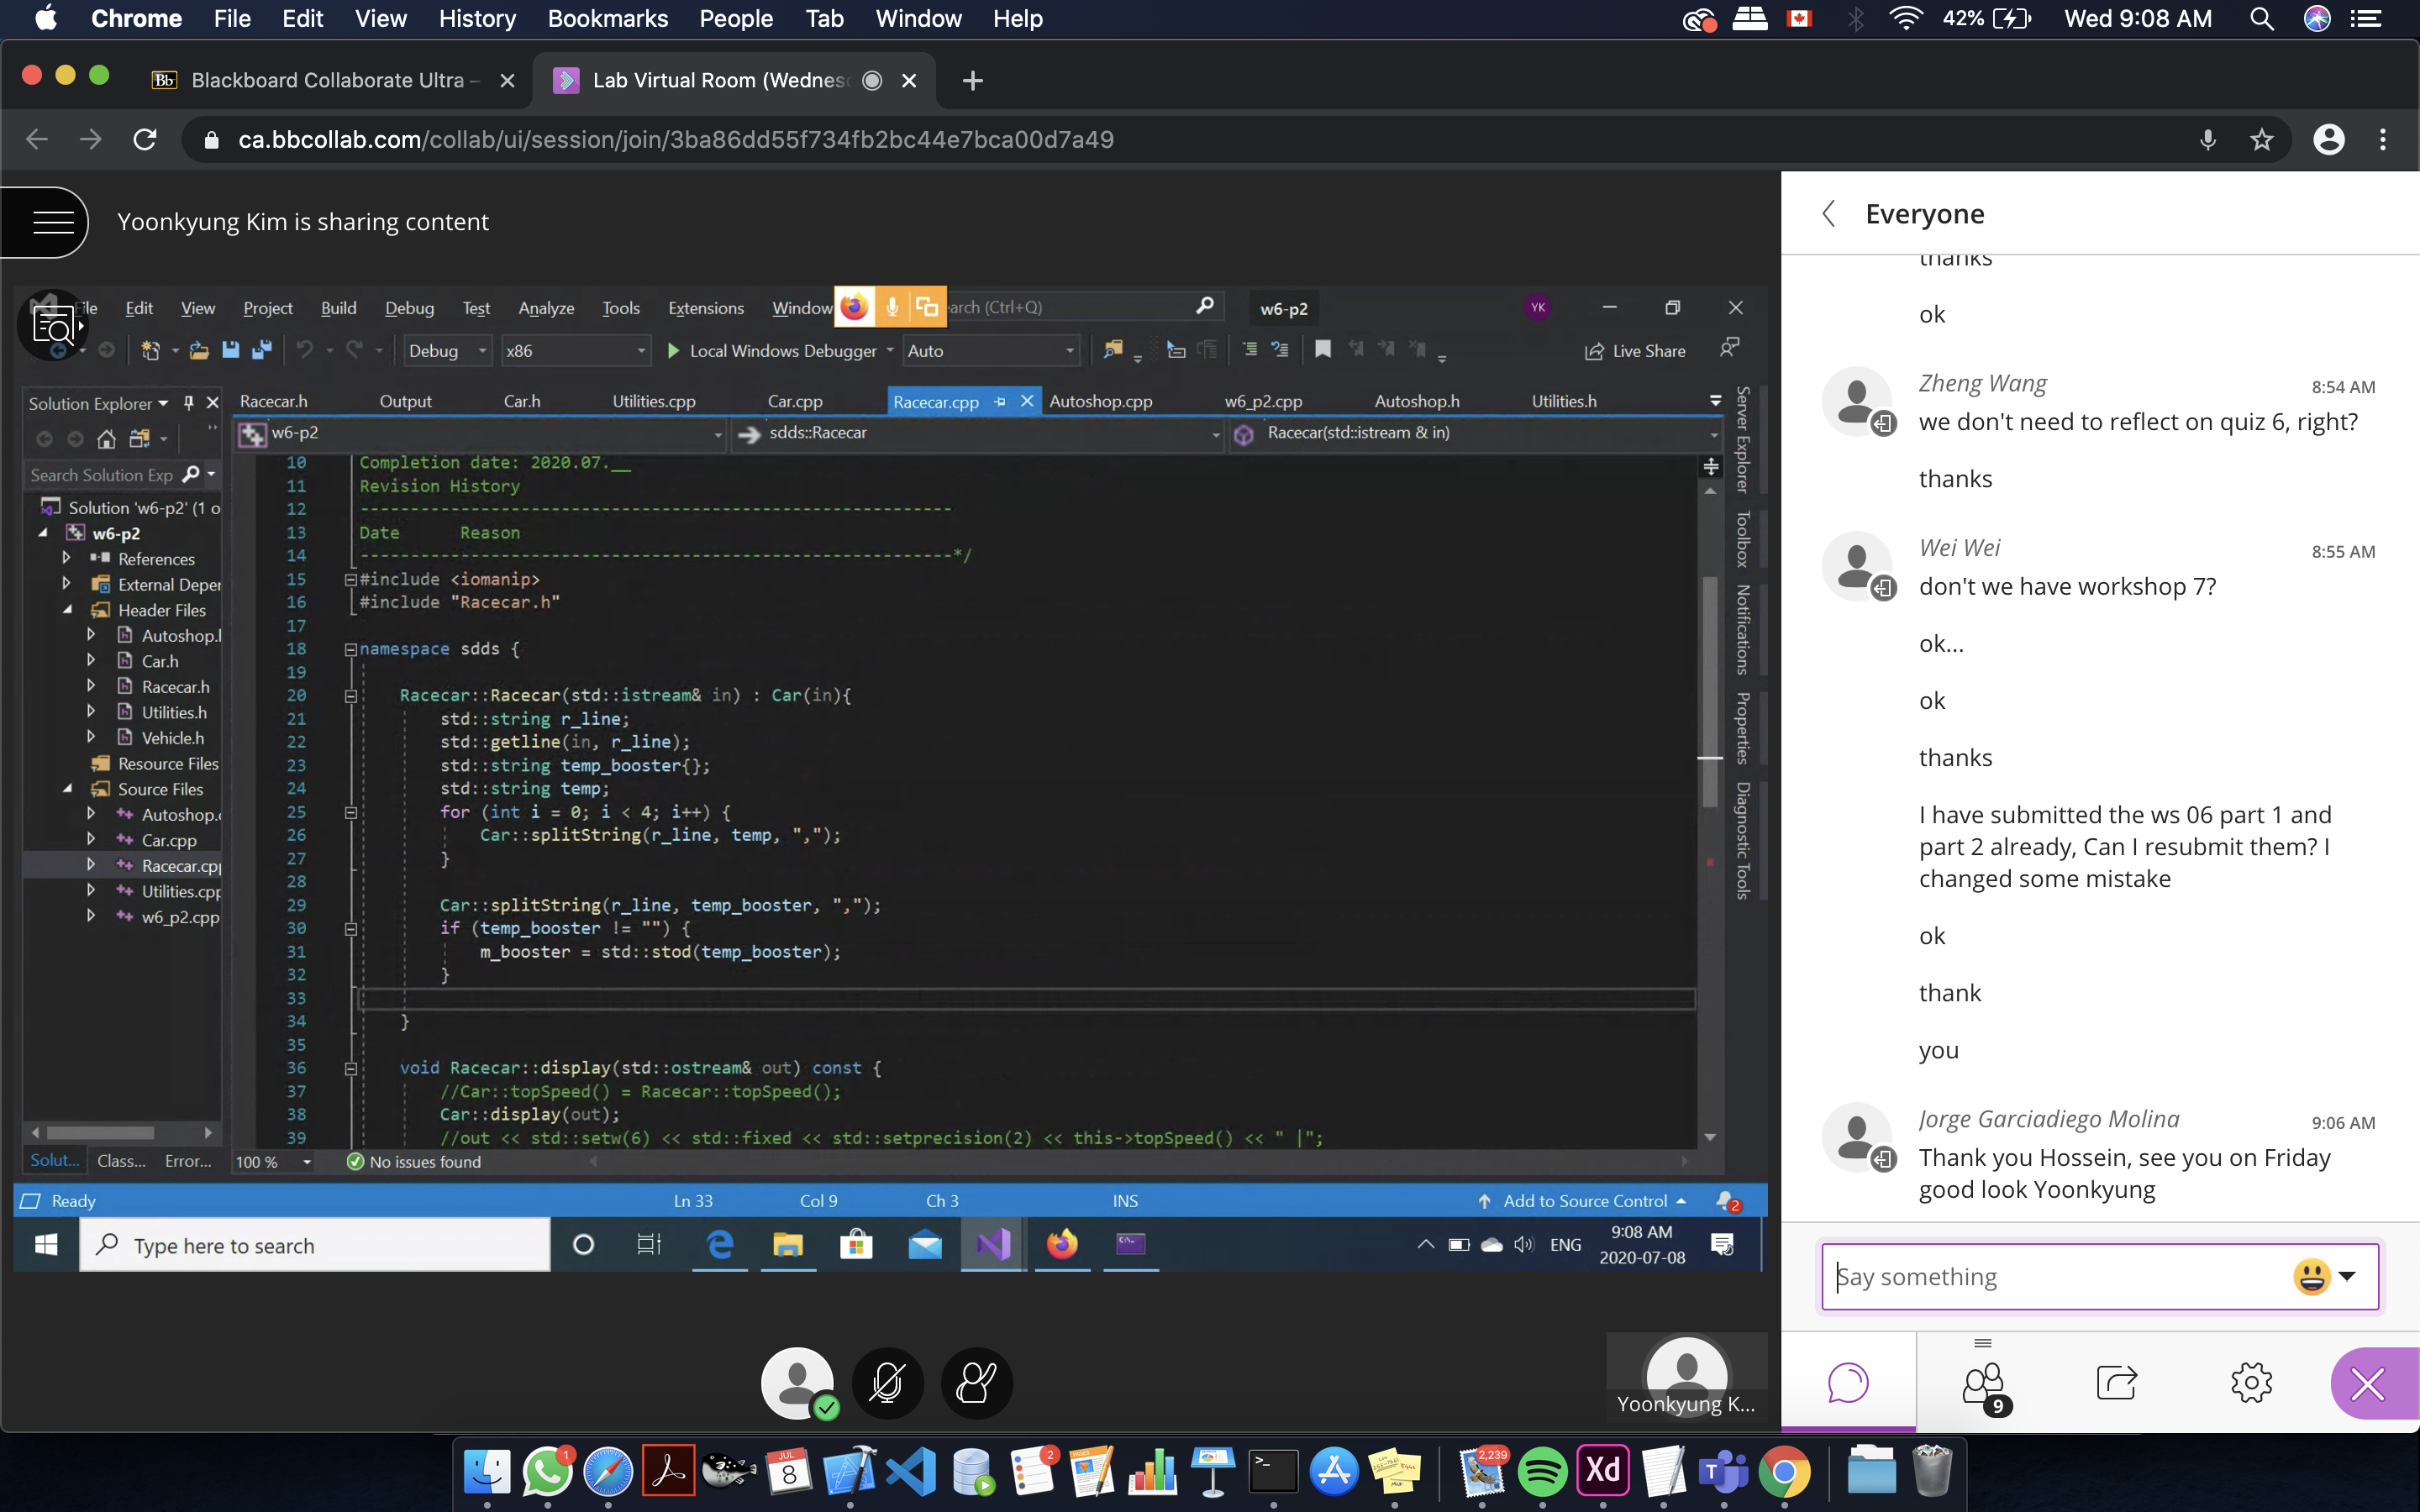 Chrome File Edit View History Bookmarks People Tab Window Help 42% Wed 9:08 AM
Bb Blackboard Collaborate Ultra – Lab Virtual Room (Wednes
ca.bbcollab.com/collab/ui/session/join/3ba86dd55f734fb2bc44e7bca00d7a49
Yoonkyung Kim is sharing content
File Edit View Project Build Debug Test Analyze Tools Extensions Window earch (Ctrl+Q) w6-p2 YK
Debug x86 Local Windows Debugger Auto Live Share
Solution Explorer
Search Solution Exp
Solution 'w6-p2' (1 o
w6-p2
References
External Deper
Header Files
Autoshop.h
Car.h
Racecar.h
Utilities.h
Vehicle.h
Resource Files
Source Files
Autoshop.c
Car.cpp
Racecar.cpp
Utilities.cpp
w6_p2.cpp
Solut... Class... Error...
Racecar.h Output Car.h Utilities.cpp Car.cpp Racecar.cpp Autoshop.cpp w6_p2.cpp Autoshop.h Utilities.h
w6-p2 sdds::Racecar Racecar(std::istream & in)
10 Completion date: 2020.07.__
11 Revision History
12 -----------------------------------------------------------
13 Date      Reason
14 -----------------------------------------------------------*/
15 #include <iomanip>
16 #include "Racecar.h"
17
18 namespace sdds {
19
20 Racecar::Racecar(std::istream& in) : Car(in){
21 std::string r_line;
22 std::getline(in, r_line);
23 std::string temp_booster{};
24 std::string temp;
25 for (int i = 0; i < 4; i++) {
26 Car::splitString(r_line, temp, ",");
27 }
28
29 Car::splitString(r_line, temp_booster, ",");
30 if (temp_booster != "") {
31 m_booster = std::stod(temp_booster);
32 }
33
34 }
35
36 void Racecar::display(std::ostream& out) const {
37 //Car::topSpeed() = Racecar::topSpeed();
38 Car::display(out);
39 //out << std::setw(6) << std::fixed << std::setprecision(2) << this->topSpeed() << " |";
100 % No issues found
Server Explorer
Toolbox
Notifications
Properties
Diagnostic Tools
Ready Ln 33 Col 9 Ch 3 INS Add to Source Control 2
Type here to search ENG 9:08 AM
2020-07-08
Yoonkyung K...
Everyone
thanks
ok
Zheng Wang 8:54 AM
we don't need to reflect on quiz 6, right?
thanks
Wei Wei 8:55 AM
don't we have workshop 7?
ok...
ok
thanks
I have submitted the ws 06 part 1 and
part 2 already, Can I resubmit them? I
changed some mistake
ok
thank
you
Jorge Garciadiego Molina 9:06 AM
Thank you Hossein, see you on Friday
good look Yoonkyung
Say something
9
1 JUL 8 2 2,239 Xd T